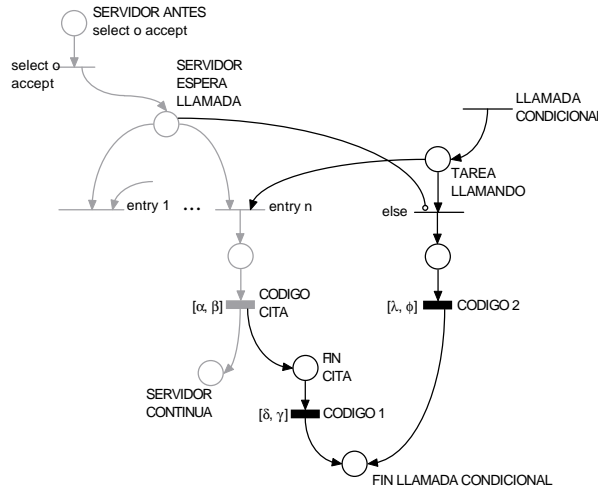 SERVIDOR ANTES
select o accept
select o
accept
SERVIDOR
ESPERA
LLAMADA
LLAMADA
CONDICIONAL
TAREA
LLAMANDO
entry 1 ... entry n
else
[α, β]
CODIGO
CITA
[λ, φ]
CODIGO 2
FIN
CITA
SERVIDOR
CONTINUA
[δ, γ]
CODIGO 1
FIN LLAMADA CONDICIONAL